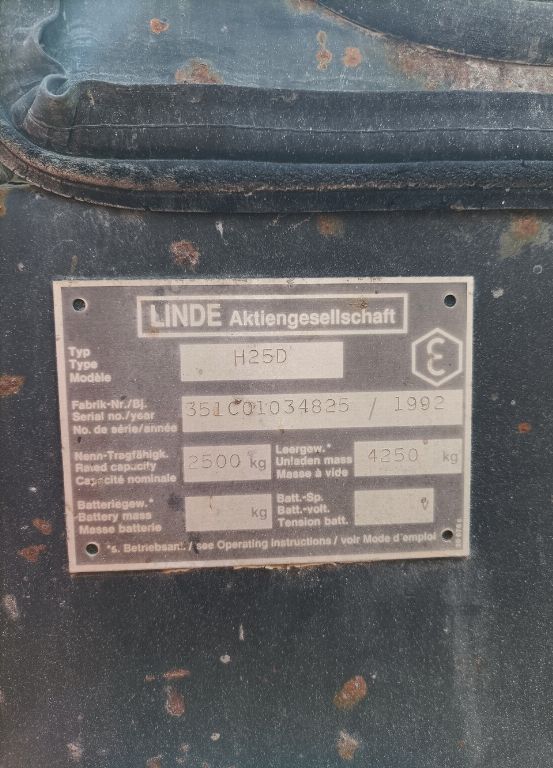 LINDE Aktiengesellschaft
Typ
Type
Modèle
H25D
Fabrik-Nr./Bj.
Serial no./year
No. de série/année
351C01034825 / 1992
Nenn-Tragfähigk.
Rated capacity
Capacité nominale
2500 kg
Leergew.*
Unladen mass
Masse à vide
4250 kg
Batteriegew.*
Battery mass
Masse batterie
kg
Batt.-Sp.
Batt.-volt.
Tension batt.
V
*s. Betriebsanl. / see Operating instructions / voir Mode d'emploi